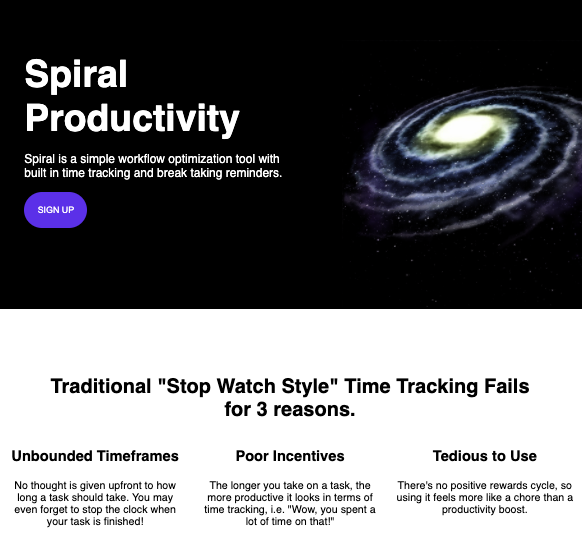 Spiral
Productivity
Spiral is a simple workflow optimization tool with
built in time tracking and break taking reminders.
SIGN UP
Traditional "Stop Watch Style" Time Tracking Fails
for 3 reasons.
Unbounded Timeframes
No thought is given upfront to how
long a task should take. You may
even forget to stop the clock when
your task is finished!
Poor Incentives
The longer you take on a task, the
more productive it looks in terms of
time tracking, i.e. "Wow, you spent a
lot of time on that!"
Tedious to Use
There's no positive rewards cycle, so
using it feels more like a chore than a
productivity boost.